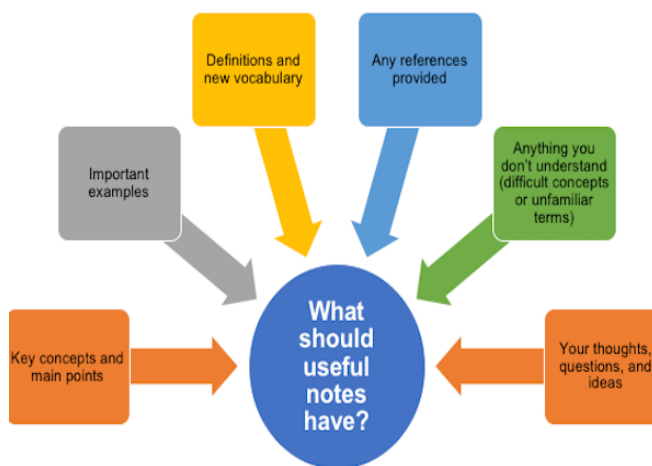 Definitions and
new vocabulary
Any references
provided
Important
examples
Anything you
don't understand
(difficult concepts
or unfamiliar
terms)
What
should
useful
notes
have?
Key concepts and
main points
Your thoughts,
questions, and
ideas